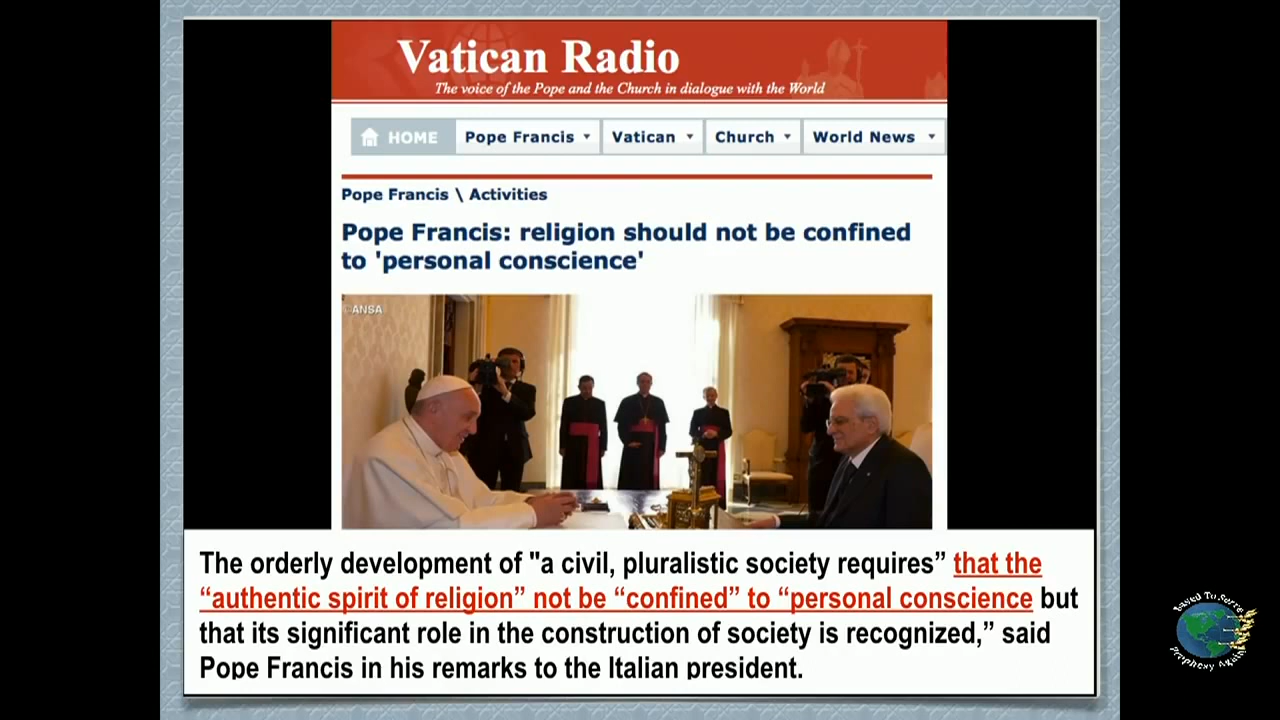 Vatican Radio
The voice of the Pope and the Church in dialogue with the World
HOME Pope Francis Vatican Church World News
Pope Francis \ Activities
Pope Francis: religion should not be confined
to 'personal conscience'
©ANSA
The orderly development of "a civil, pluralistic society requires” that the
“authentic spirit of religion” not be “confined” to “personal conscience but
that its significant role in the construction of society is recognized,” said
Pope Francis in his remarks to the Italian president.
Prophecy Again